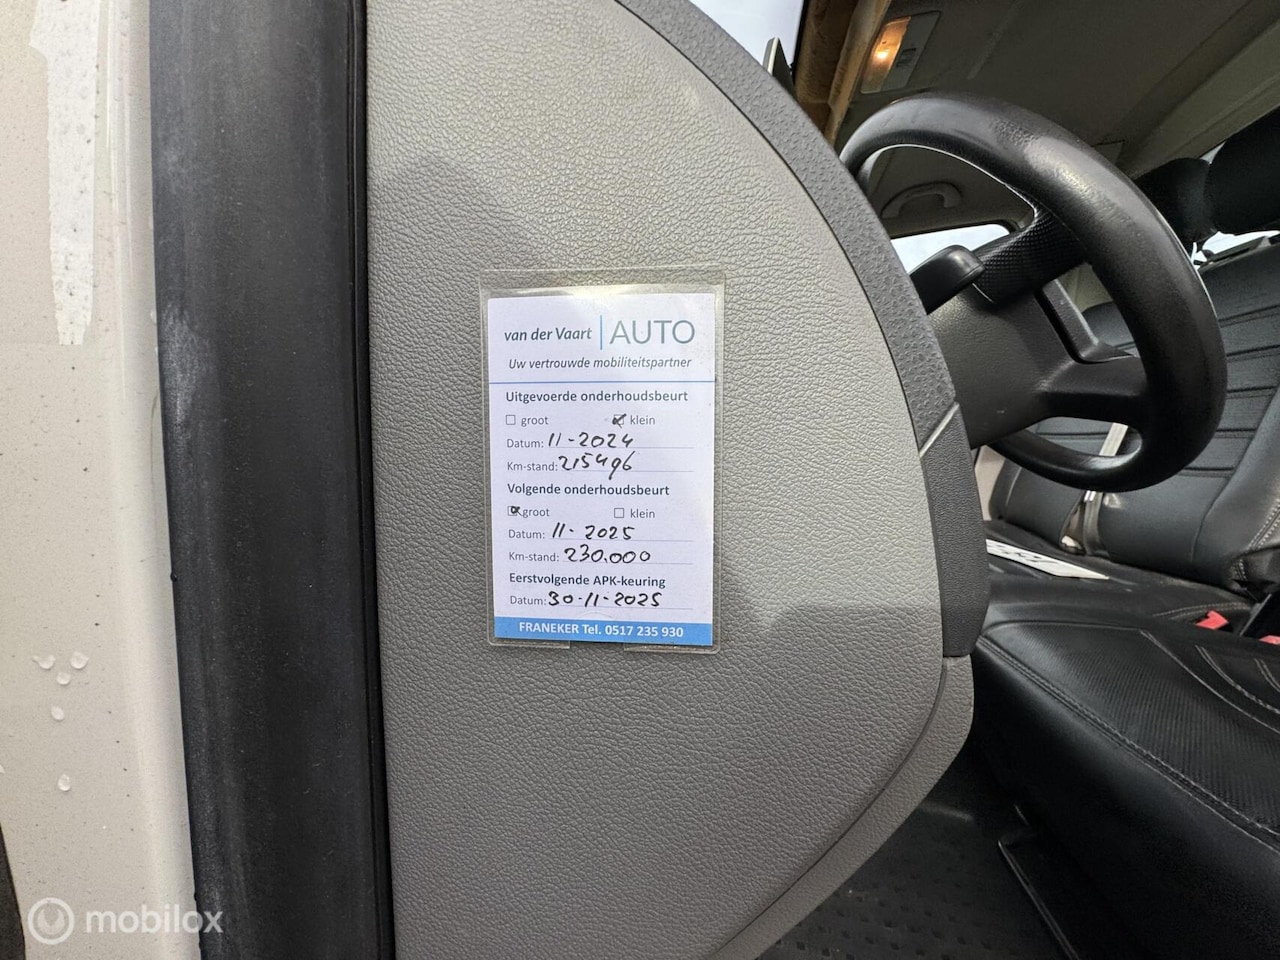 van der Vaart | AUTO
Uw vertrouwde mobiliteitspartner
Uitgevoerde onderhoudsbeurt
groot klein
Datum: 11-2024
Km-stand: 215496
Volgende onderhoudsbeurt
groot klein
Datum: 11-2025
Km-stand: 230.000
Eerstvolgende APK-keuring
Datum: 30-11-2025
FRANEKER Tel. 0517 235 930
mobilox